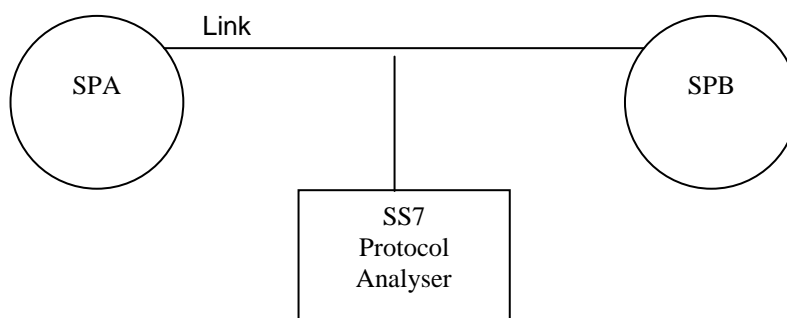 Link
SPA
SPB
SS7
Protocol
Analyser